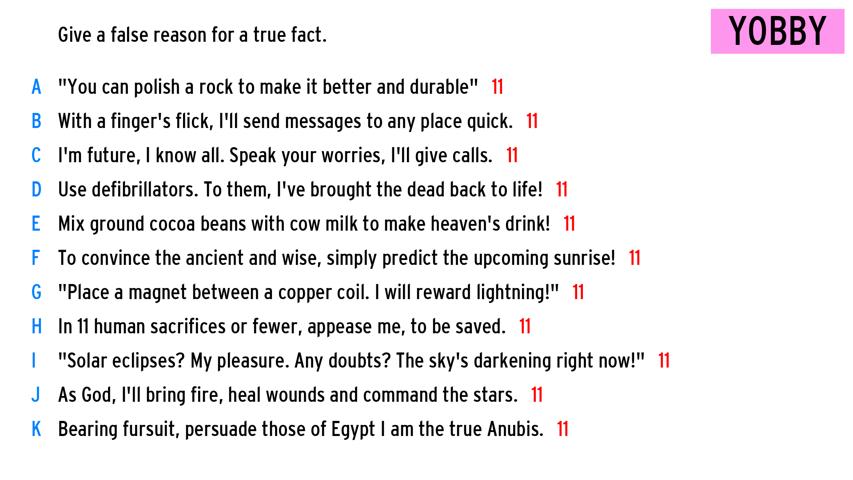 YOBBY
Give a false reason for a true fact.
A "You can polish a rock to make it better and durable" 11
B With a finger's flick, I'll send messages to any place quick. 11
C I'm future, I know all. Speak your worries, I'll give calls. 11
D Use defibrillators. To them, I've brought the dead back to life! 11
E Mix ground cocoa beans with cow milk to make heaven's drink! 11
F To convince the ancient and wise, simply predict the upcoming sunrise! 11
G "Place a magnet between a copper coil. I will reward lightning!" 11
H In 11 human sacrifices or fewer, appease me, to be saved. 11
I "Solar eclipses? My pleasure. Any doubts? The sky's darkening right now!" 11
J As God, I'll bring fire, heal wounds and command the stars. 11
K Bearing fursuit, persuade those of Egypt I am the true Anubis. 11